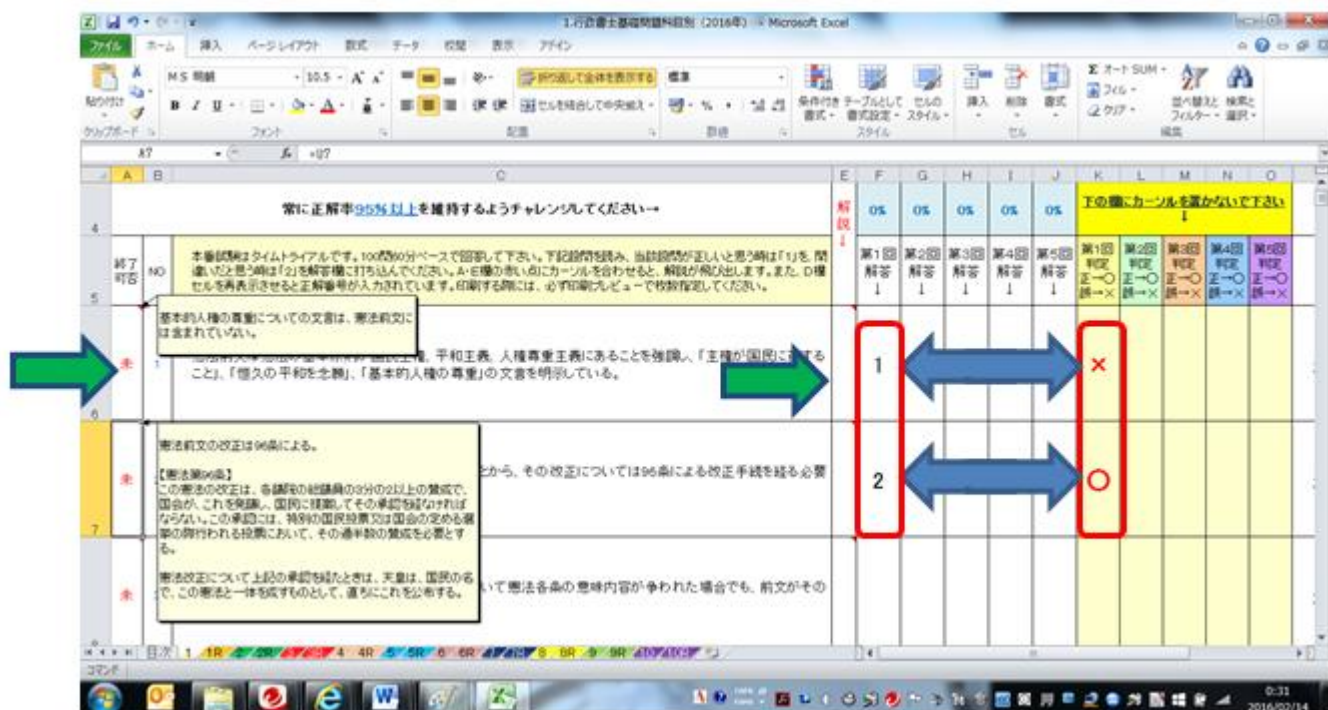 1.行政書士基礎問題科目別（2016年） - Microsoft Excel
ファイル ホーム 挿入 ページレイアウト 数式 データ 校閲 表示 アドイン
MS 明朝 10.5 折り返して全体を表示する 標準
貼り付け B I U セルを結合して中央揃え 条件付き書式 テーブルとして書式設定 セルのスタイル 挿入 削除 書式 Σ オート SUM フィル クリア 並べ替えとフィルター 検索と選択
クリップボード フォント 配置 数値 スタイル セル 編集
A7 fx =U7
A B C E F G H I J K L M N O
4 常に正解率95%以上を維持するようチャレンジしてください→ 解説↓ 0% 0% 0% 0% 0% 下の欄にカーソルを置かないで下さい↓
5 終了可否 NO
本番試験はタイムトライアルです。100問60分ペースで回答して下さい。下記設問を読み、当該設問が正しいと思う時は「1」を、間
違いだと思う時は「2」を解答欄に打ち込んでください。A・E欄の赤い点にカーソルを合わせると、解説が飛び出します。また、D欄
セルを再表示させると正解番号が入力されています。印刷する際には、必ず印刷プレビューで枚数指定してください。
第1回解答↓ 第2回解答↓ 第3回解答↓ 第4回解答↓ 第5回解答↓
第1回判定正→○誤→× 第2回判定正→○誤→× 第3回判定正→○誤→× 第4回判定正→○誤→× 第5回判定正→○誤→×
基本的人権の尊重についての文言は、憲法前文に
は含まれていない。
6 未 1
平和主義、人権尊重主義にあることを強調し、「主権が国民に
こと」、「恒久の平和を念願」、「基本的人権の尊重」の文言を明示している。
1 ×
憲法前文の改正は96条による。
【憲法第96条】
この憲法の改正は、各議院の総議員の3分の2以上の賛成で、
国会が、これを発議し、国民に提案してその承認を経なければ
ならない。この承認には、特別の国民投票又は国会の定める選
挙の際行われる投票において、その過半数の賛成を必要とす
る。
憲法改正について上記の承認を経たときは、天皇は、国民の名
で、この憲法と一体を成すものとして、直ちにこれを公布する。
7 未
とから、その改正については96条による改正手続を経る必要
2 ○
未
いて憲法各条の意味内容が争われた場合でも、前文がその
目次 1 1R 2 2R 4 4R 5 5R 6 6R 8 8R 9 9R 10 10R
コマンド
0:31
2016/02/14